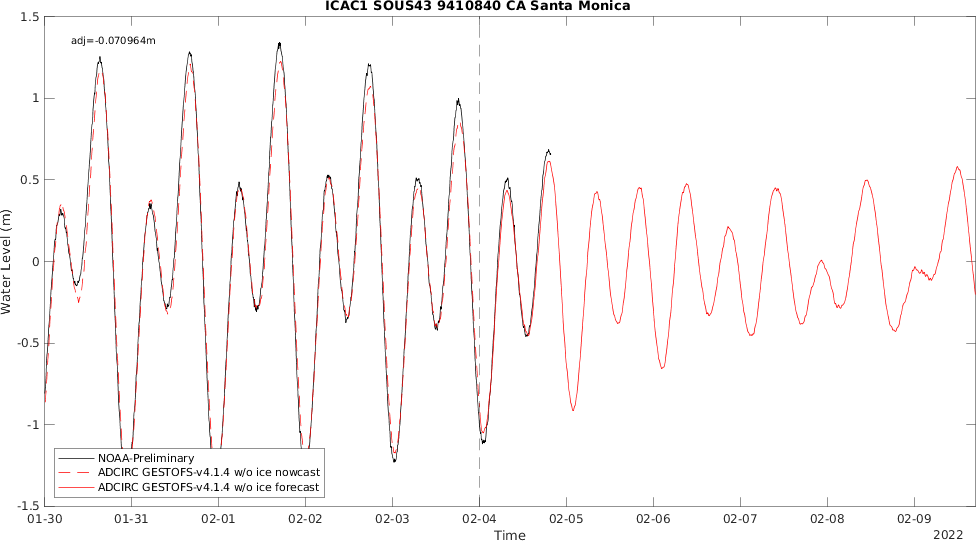 ICAC1 SOUS43 9410840 CA Santa Monica
adj=-0.070964m
1.5
1
0.5
0
-0.5
-1
-1.5
Water Level (m)
NOAA-Preliminary
ADCIRC GESTOFS-v4.1.4 w/o ice nowcast
ADCIRC GESTOFS-v4.1.4 w/o ice forecast
01-30 01-31 02-01 02-02 02-03 02-04 02-05 02-06 02-07 02-08 02-09
Time
2022